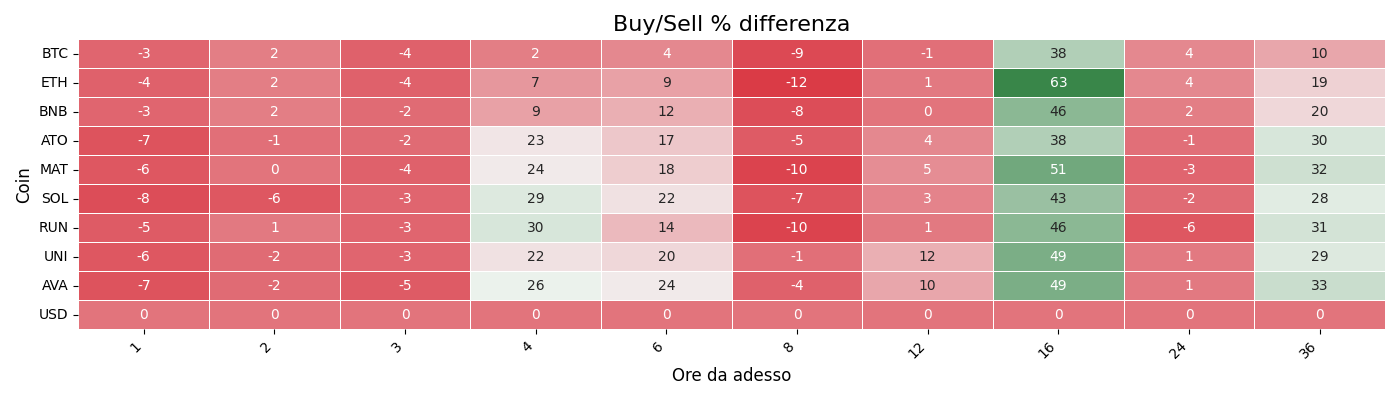 Buy/Sell % differenza
Coin
BTC -3 2 -4 2 4 -9 -1 38 4 10
ETH -4 2 -4 7 9 -12 1 63 4 19
BNB -3 2 -2 9 12 -8 0 46 2 20
ATO -7 -1 -2 23 17 -5 4 38 -1 30
MAT -6 0 -4 24 18 -10 5 51 -3 32
SOL -8 -6 -3 29 22 -7 3 43 -2 28
RUN -5 1 -3 30 14 -10 1 46 -6 31
UNI -6 -2 -3 22 20 -1 12 49 1 29
AVA -7 -2 -5 26 24 -4 10 49 1 33
USD 0 0 0 0 0 0 0 0 0 0
1 2 3 4 6 8 12 16 24 36
Ore da adesso